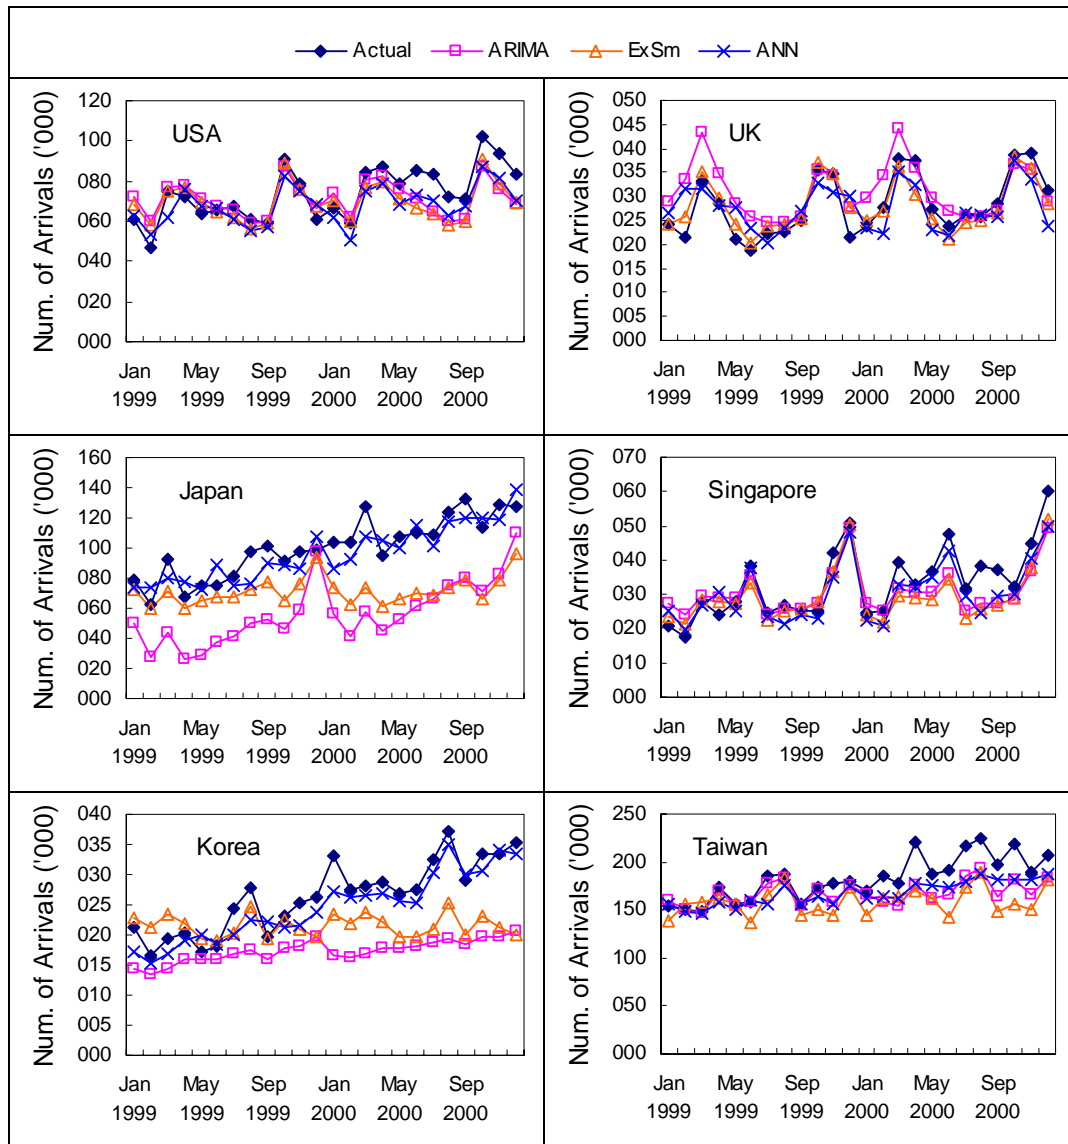 Actual ARIMA ExSm ANN
Num. of Arrivals ('000)
USA
120
100
080
060
040
020
000
Jan May Sep Jan May Sep
1999 1999 1999 2000 2000 2000
Num. of Arrivals ('000)
UK
050
045
040
035
030
025
020
015
010
005
000
Jan May Sep Jan May Sep
1999 1999 1999 2000 2000 2000
Num. of Arrivals ('000)
Japan
160
140
120
100
080
060
040
020
000
Jan May Sep Jan May Sep
1999 1999 1999 2000 2000 2000
Num. of Arrivals ('000)
Singapore
070
060
050
040
030
020
010
000
Jan May Sep Jan May Sep
1999 1999 1999 2000 2000 2000
Num. of Arrivals ('000)
Korea
040
035
030
025
020
015
010
005
000
Jan May Sep Jan May Sep
1999 1999 1999 2000 2000 2000
Num. of Arrivals ('000)
Taiwan
250
200
150
100
050
000
Jan May Sep Jan May Sep
1999 1999 1999 2000 2000 2000